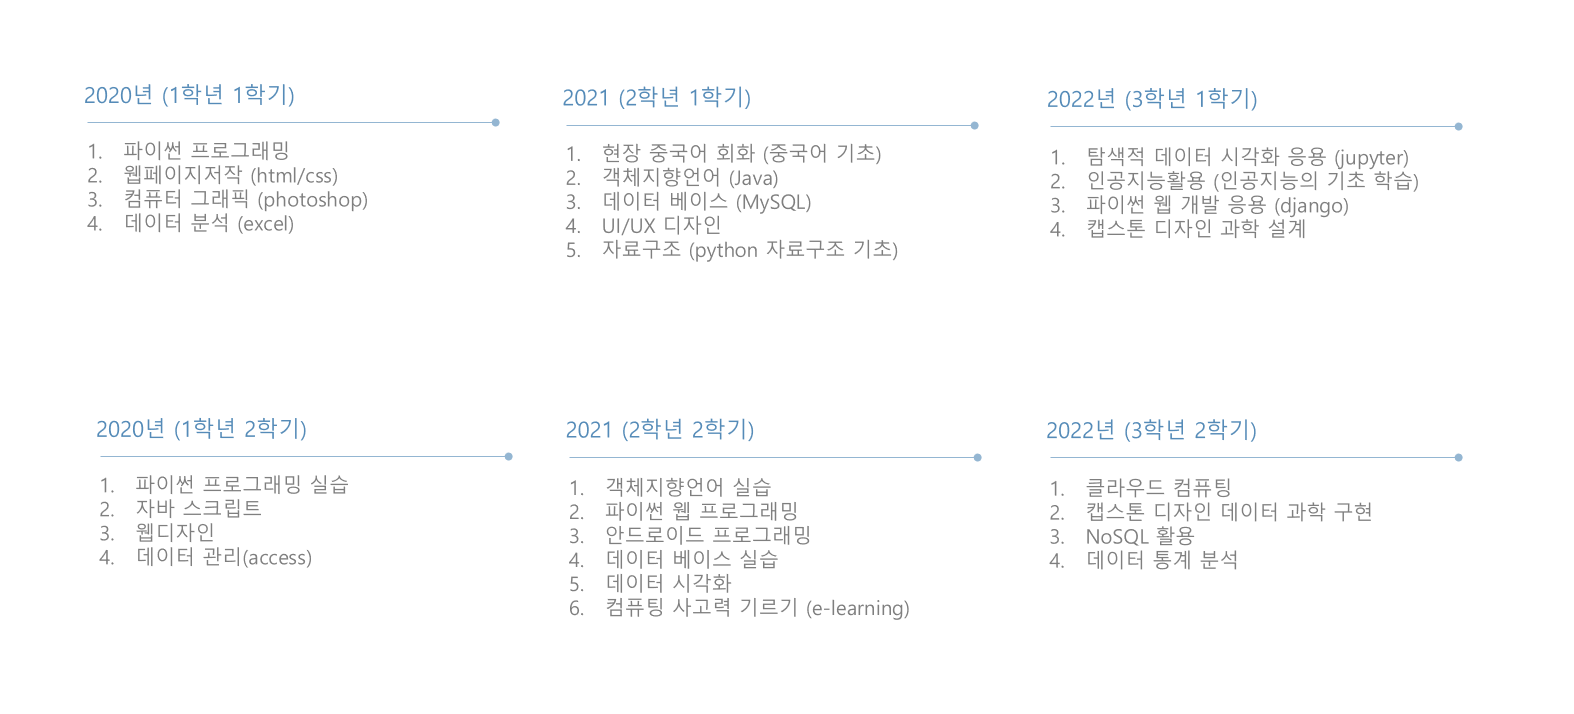 2020년 (1학년 1학기)
1. 파이썬 프로그래밍
2. 웹페이지저작 (html/css)
3. 컴퓨터 그래픽 (photoshop)
4. 데이터 분석 (excel)
2021 (2학년 1학기)
1. 현장 중국어 회화 (중국어 기초)
2. 객체지향언어 (Java)
3. 데이터 베이스 (MySQL)
4. UI/UX 디자인
5. 자료구조 (python 자료구조 기초)
2022년 (3학년 1학기)
1. 탐색적 데이터 시각화 응용 (jupyter)
2. 인공지능활용 (인공지능의 기초 학습)
3. 파이썬 웹 개발 응용 (django)
4. 캡스톤 디자인 과학 설계
2020년 (1학년 2학기)
1. 파이썬 프로그래밍 실습
2. 자바 스크립트
3. 웹디자인
4. 데이터 관리(access)
2021 (2학년 2학기)
1. 객체지향언어 실습
2. 파이썬 웹 프로그래밍
3. 안드로이드 프로그래밍
4. 데이터 베이스 실습
5. 데이터 시각화
6. 컴퓨팅 사고력 기르기 (e-learning)
2022년 (3학년 2학기)
1. 클라우드 컴퓨팅
2. 캡스톤 디자인 데이터 과학 구현
3. NoSQL 활용
4. 데이터 통계 분석